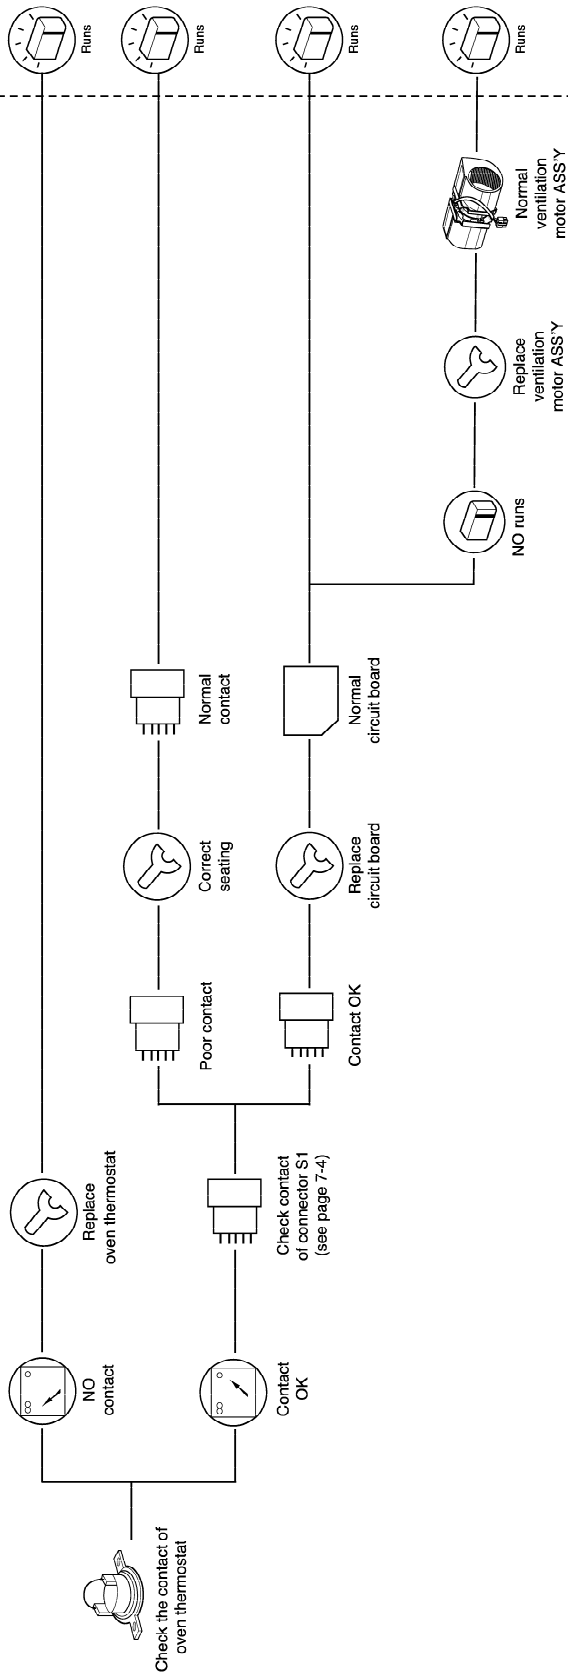 Check the contact of
oven thermostat
NO
contact
Replace
oven thermostat
Runs
Contact
OK
Check contact
of connector S1
(see page 7-4)
Poor contact
Correct
seating
Normal
contact
Runs
Contact OK
Replace
circuit board
Normal
circuit board
Runs
NO runs
Replace
ventilation
motor ASS'Y
Normal
ventilation
motor ASS'Y
Runs